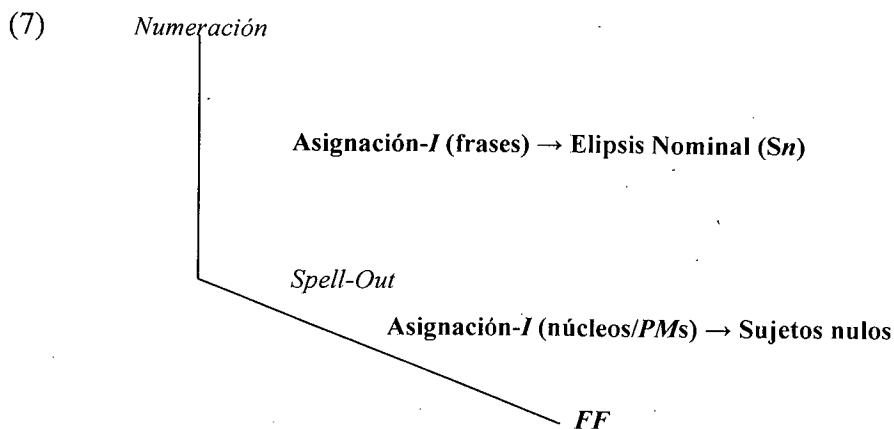 (7) Numeración
Asignación-I (frases) → Elipsis Nominal (Sn)
Spell-Out
Asignación-I (núcleos/PMs) → Sujetos nulos
FF